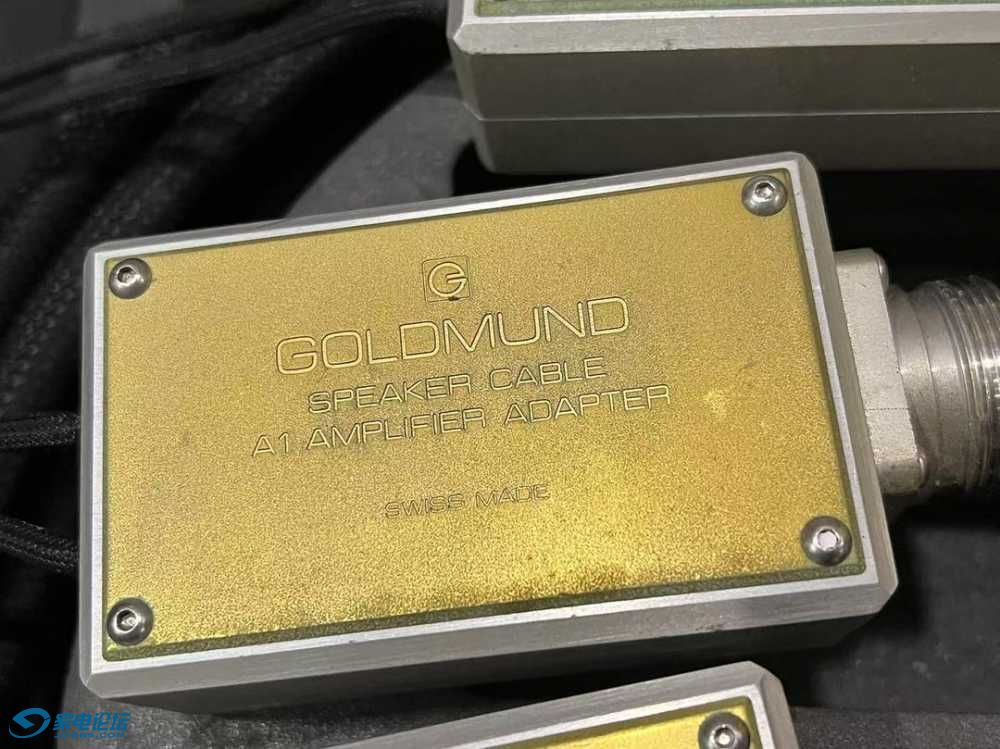 GOLDMUND
SPEAKER CABLE
A1 AMPLIFIER ADAPTER
SWISS MADE
家电论坛